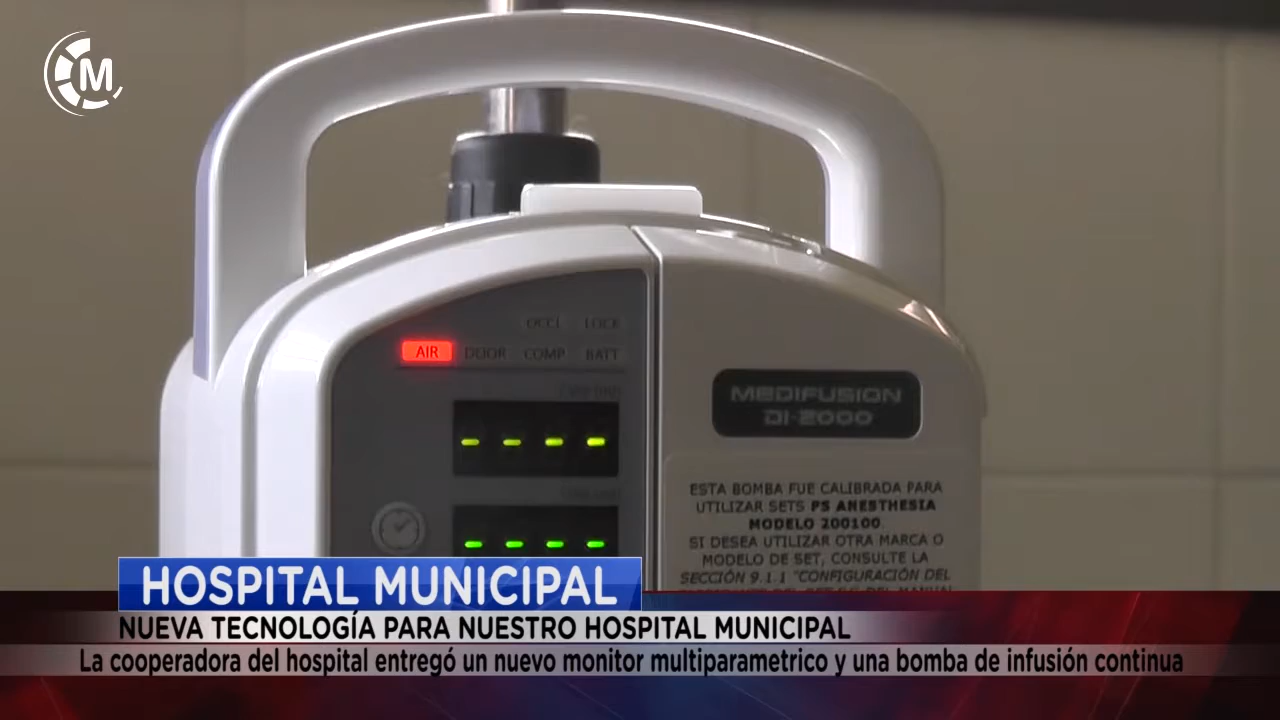 M
OCCL LOCK
AIR DOOR COMP BATT
MEDIFUSION
DI-2000
ESTA BOMBA FUE CALIBRADA PARA
UTILIZAR SETS PS ANESTHESIA
MODELO 200100.
SI DESEA UTILIZAR OTRA MARCA O
MODELO DE SET, CONSULTE LA
SECCIÓN 9.1.1 "CONFIGURACIÓN DEL
HOSPITAL MUNICIPAL
NUEVA TECNOLOGÍA PARA NUESTRO HOSPITAL MUNICIPAL
La cooperadora del hospital entregó un nuevo monitor multiparametrico y una bomba de infusión continua